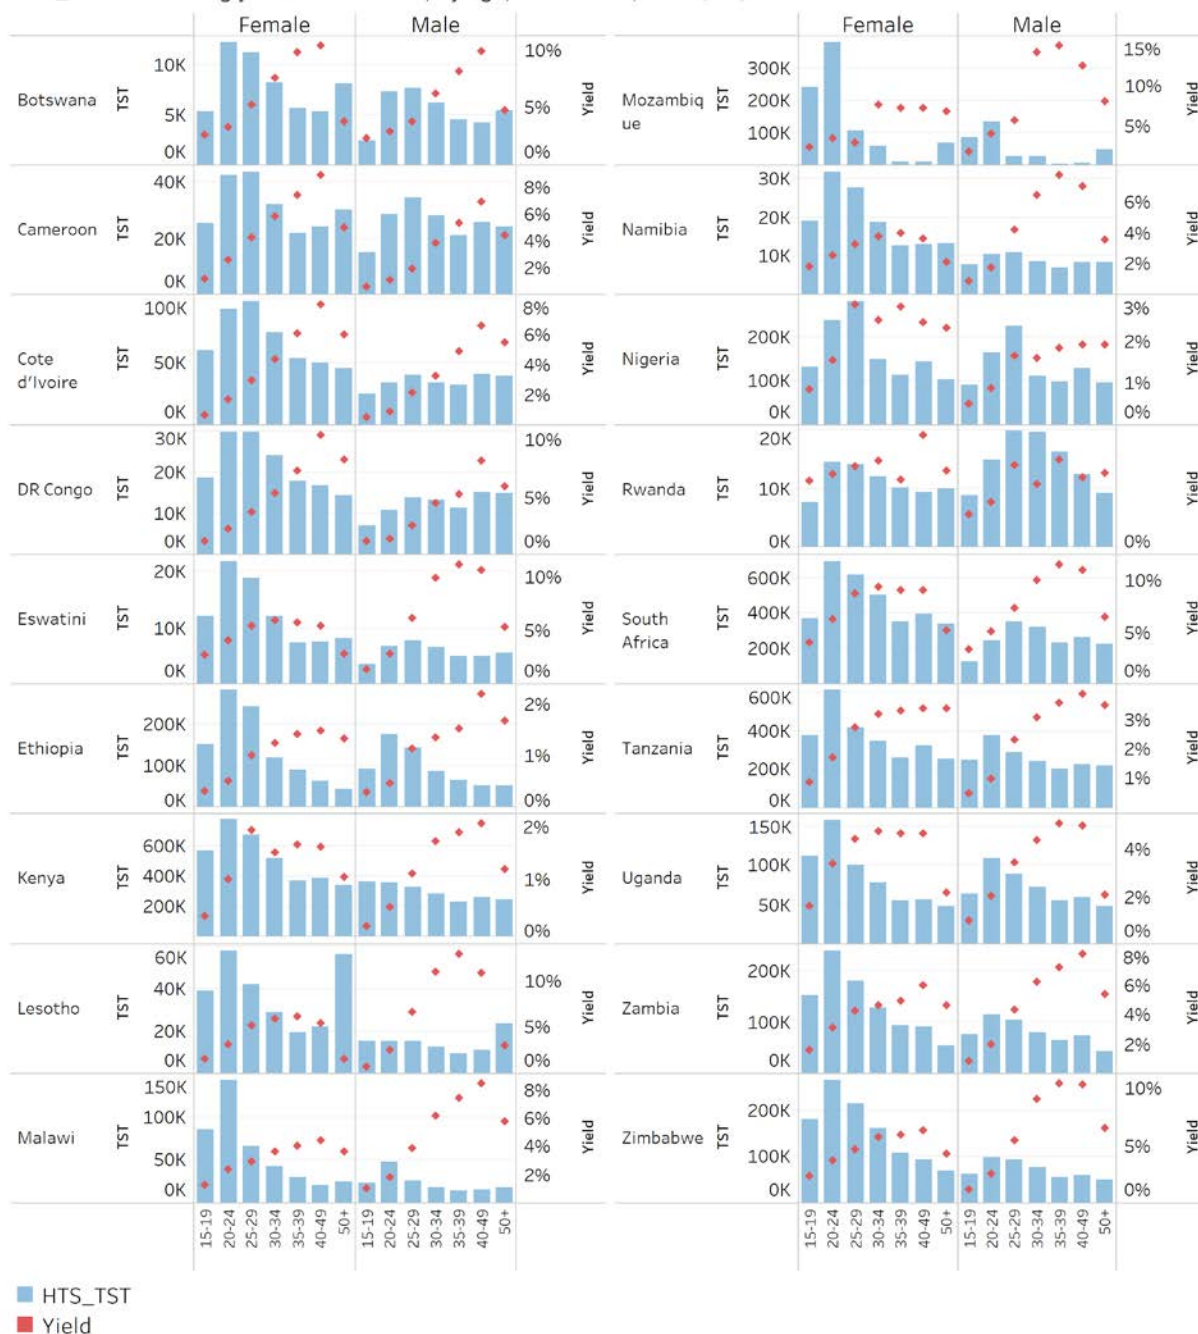 Female Male
Botswana TST 10K 5K 0K 10% 5% 0%
Cameroon TST 40K 20K 0K 8% 6% 4% 2% Yield
Cote d'Ivoire TST 100K 50K 0K 8% 6% 4% 2% Yield
DR Congo TST 30K 20K 10K 0K 10% 5% 0% Yield
Eswatini TST 20K 10K 0K 10% 5% 0% Yield
Ethiopia TST 200K 100K 0K 2% 1% 0% Yield
Kenya TST 600K 400K 200K 2% 1% 0% Yield
Lesotho TST 60K 40K 20K 0K 10% 5% 0% Yield
Malawi TST 150K 100K 50K 0K 8% 6% 4% 2% Yield
15-19 20-24 25-29 30-34 35-39 40-49 50+ 15-19 20-24 25-29 30-34 35-39 40-49 50+
Female Male
Mozambiq
ue TST 300K 200K 100K 15% 10% 5% Yield
Namibia TST 30K 20K 10K 6% 4% 2% Yield
Nigeria TST 200K 100K 0K 3% 2% 1% 0% Yield
Rwanda TST 20K 10K 0K 0% Yield
South
Africa TST 600K 400K 200K 10% 5% 0% Yield
Tanzania TST 600K 400K 200K 0K 3% 2% 1% Yield
Uganda TST 150K 100K 50K 4% 2% 0% Yield
Zambia TST 200K 100K 0K 8% 6% 4% 2% Yield
Zimbabwe TST 200K 100K 0K 10% 5% 0% Yield
15-19 20-24 25-29 30-34 35-39 40-49 50+ 15-19 20-24 25-29 30-34 35-39 40-49 50+
HTS_TST
Yield